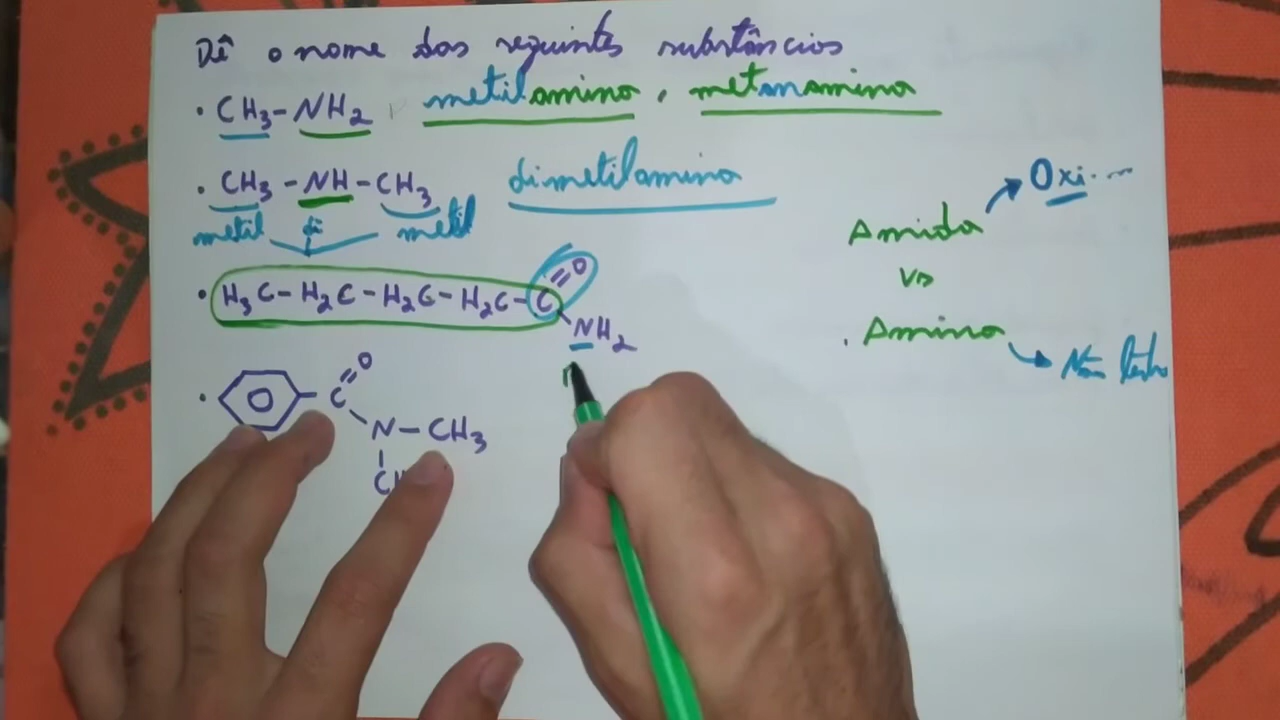 Dê o nome das seguintes substâncias
• CH3-NH2 metilamina, metanamina
• CH3-NH-CH3 dimetilamina
metil di metil
• H3C-H2C-H2C-H2C-C=O
NH2
• C=O
N-CH3
Oxi...
Amida
vs
. Amina
Não